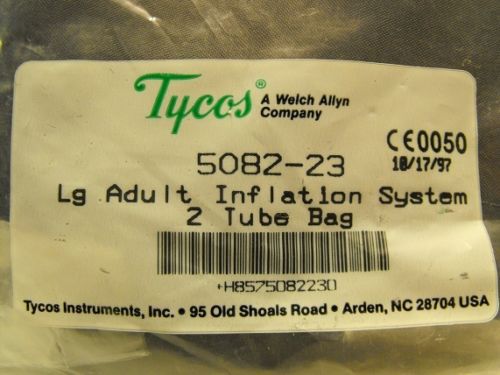 Tycos® A Welch Allyn
Company
CE0050
5082-23
10/17/97
Lg Adult Inflation System
2 Tube Bag
+H8575082230
Tycos Instruments, Inc. • 95 Old Shoals Road • Arden, NC 28704 USA